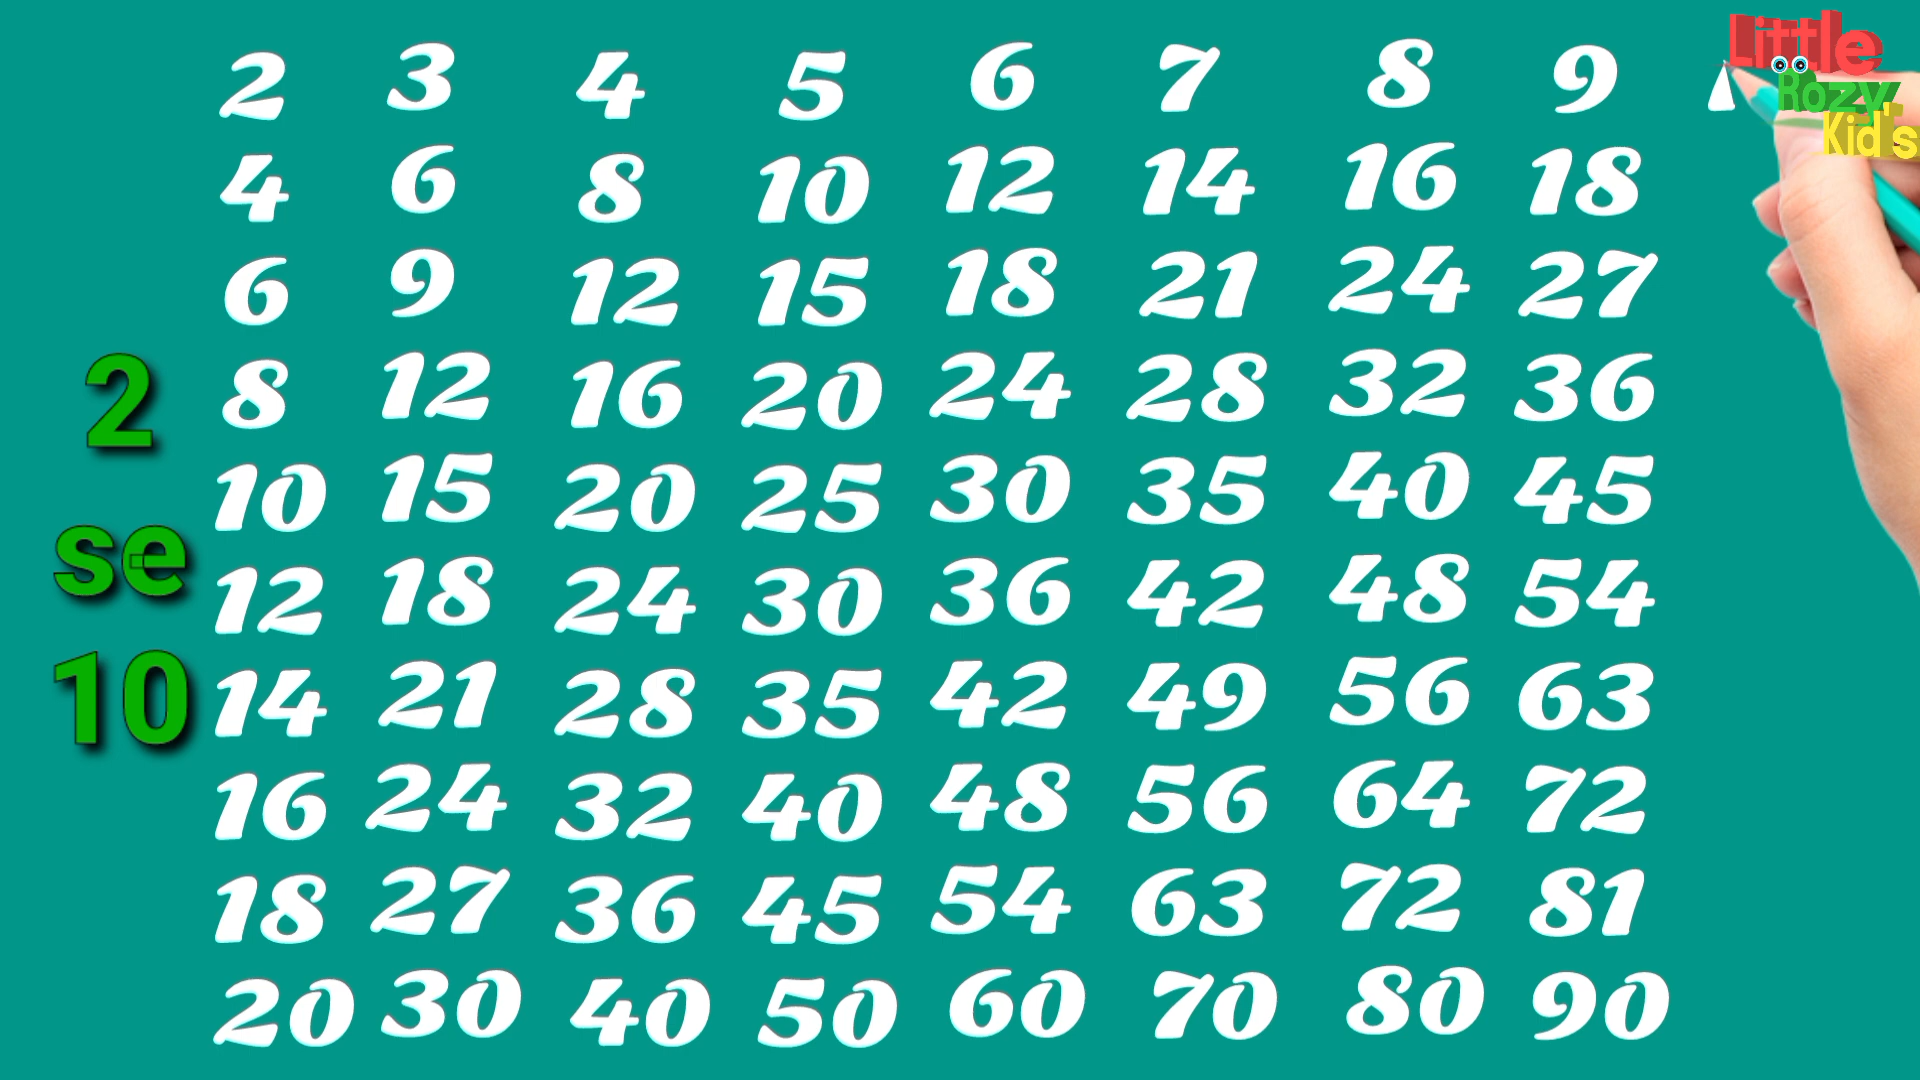 2 3 4 5 6 7 8 9
4 6 8 10 12 14 16 18
6 9 12 15 18 21 24 27
8 12 16 20 24 28 32 36
10 15 20 25 30 35 40 45
12 18 24 30 36 42 48 54
14 21 28 35 42 49 56 63
16 24 32 40 48 56 64 72
18 27 36 45 54 63 72 81
20 30 40 50 60 70 80 90
2
se
10
Little
Rozy
Kid's